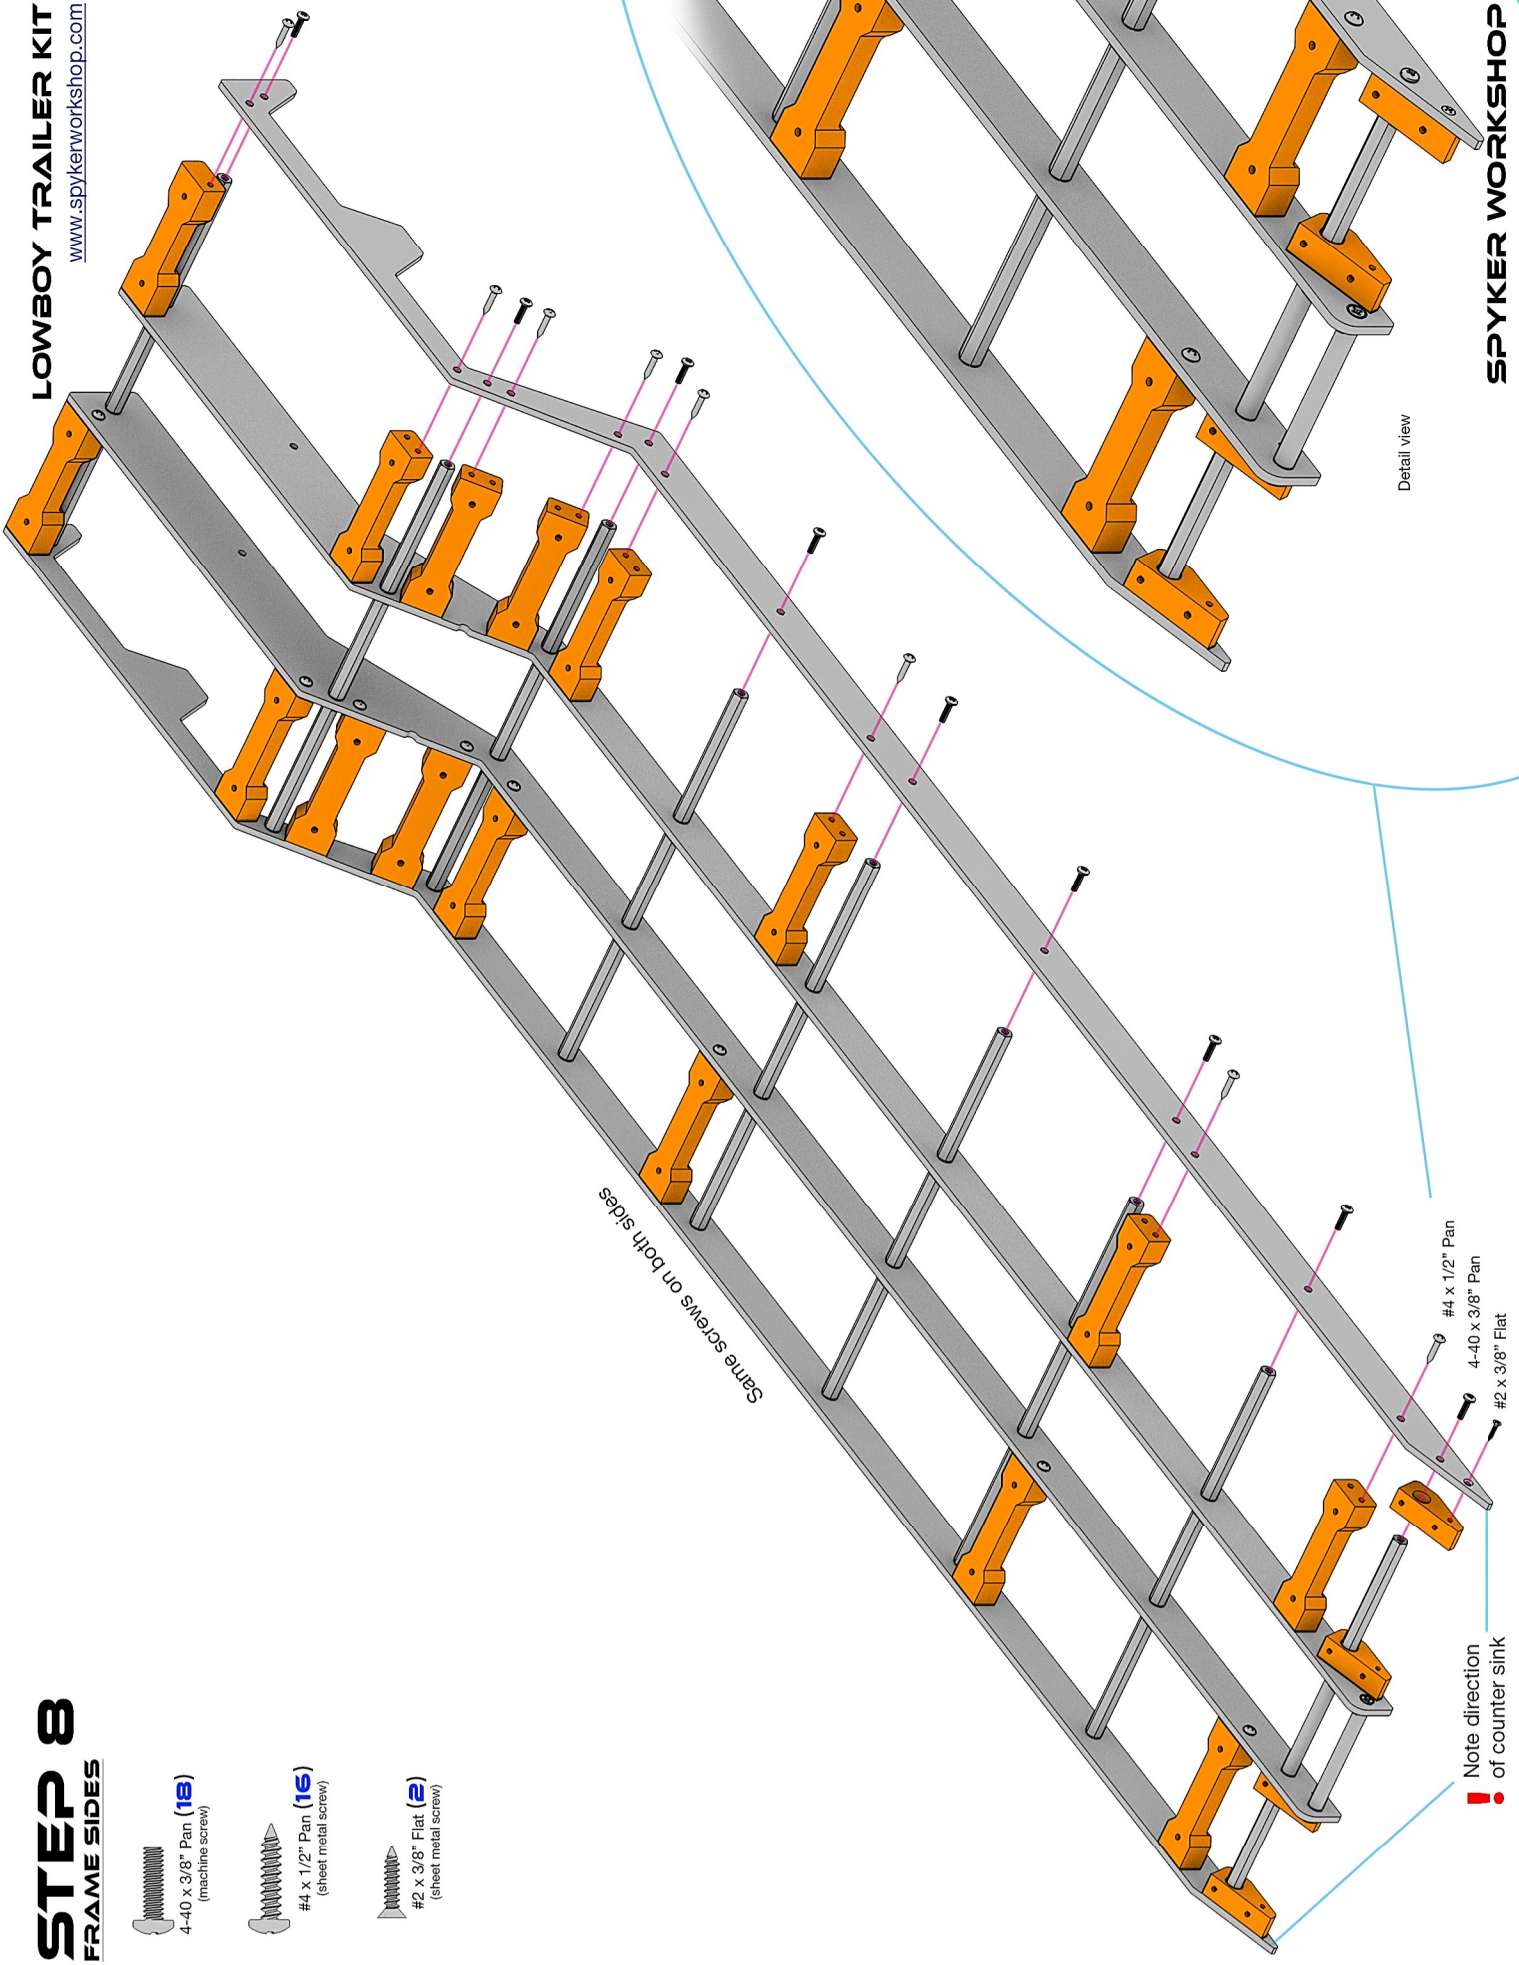 STEP 8
FRAME SIDES
4-40 x 3/8" Pan (18)
(machine screw)
#4 x 1/2" Pan (16)
(sheet metal screw)
#2 x 3/8" Flat (2)
(sheet metal screw)
LOWBOY TRAILER KIT
www.spykerworkshop.com
Same screws on both sides
! Note direction
of counter sink
#4 x 1/2" Pan
4-40 x 3/8" Pan
#2 x 3/8" Flat
Detail view
SPYKER WORKSHOP